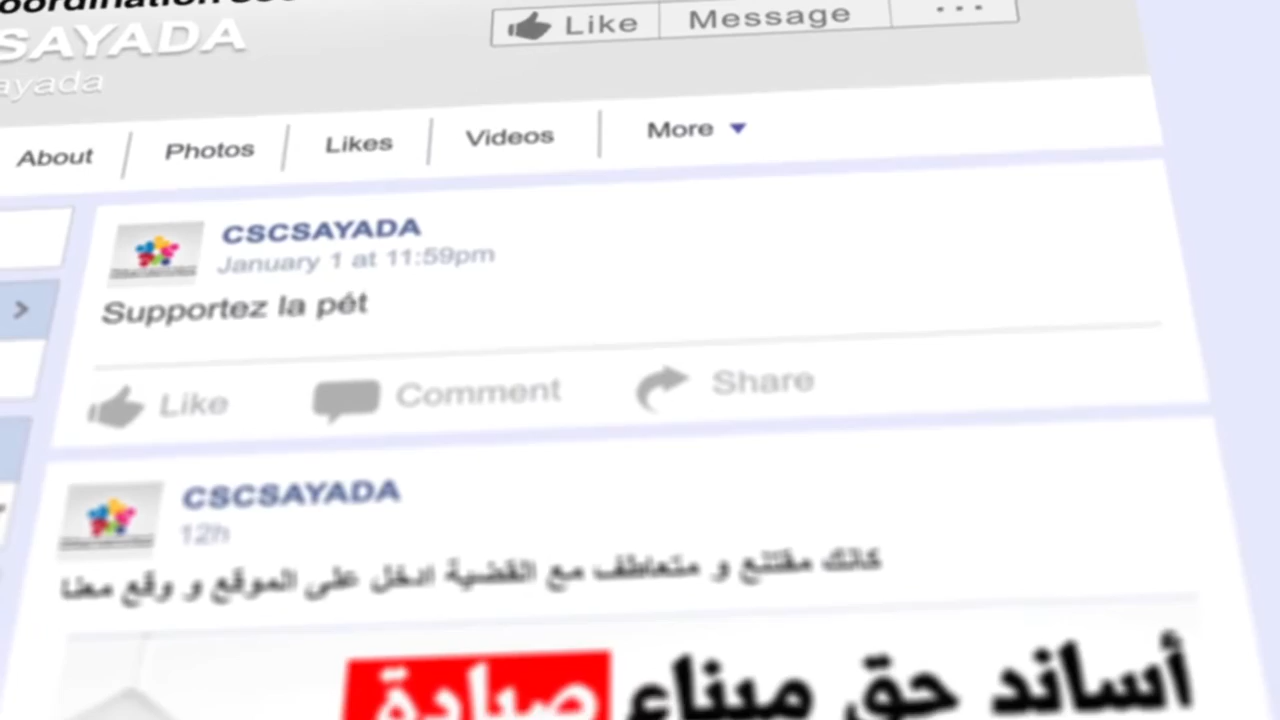 SAYADA
Like Message ...
About Photos Likes Videos More
CSCSAYADA
January 1 at 11:59pm
Supportez la pét
Like Comment Share
CSCSAYADA
12h
كانك مقتنع و متعاطف مع القضية ادخل على الموقع و وقع معنا
أساند حق ميناء صيادة